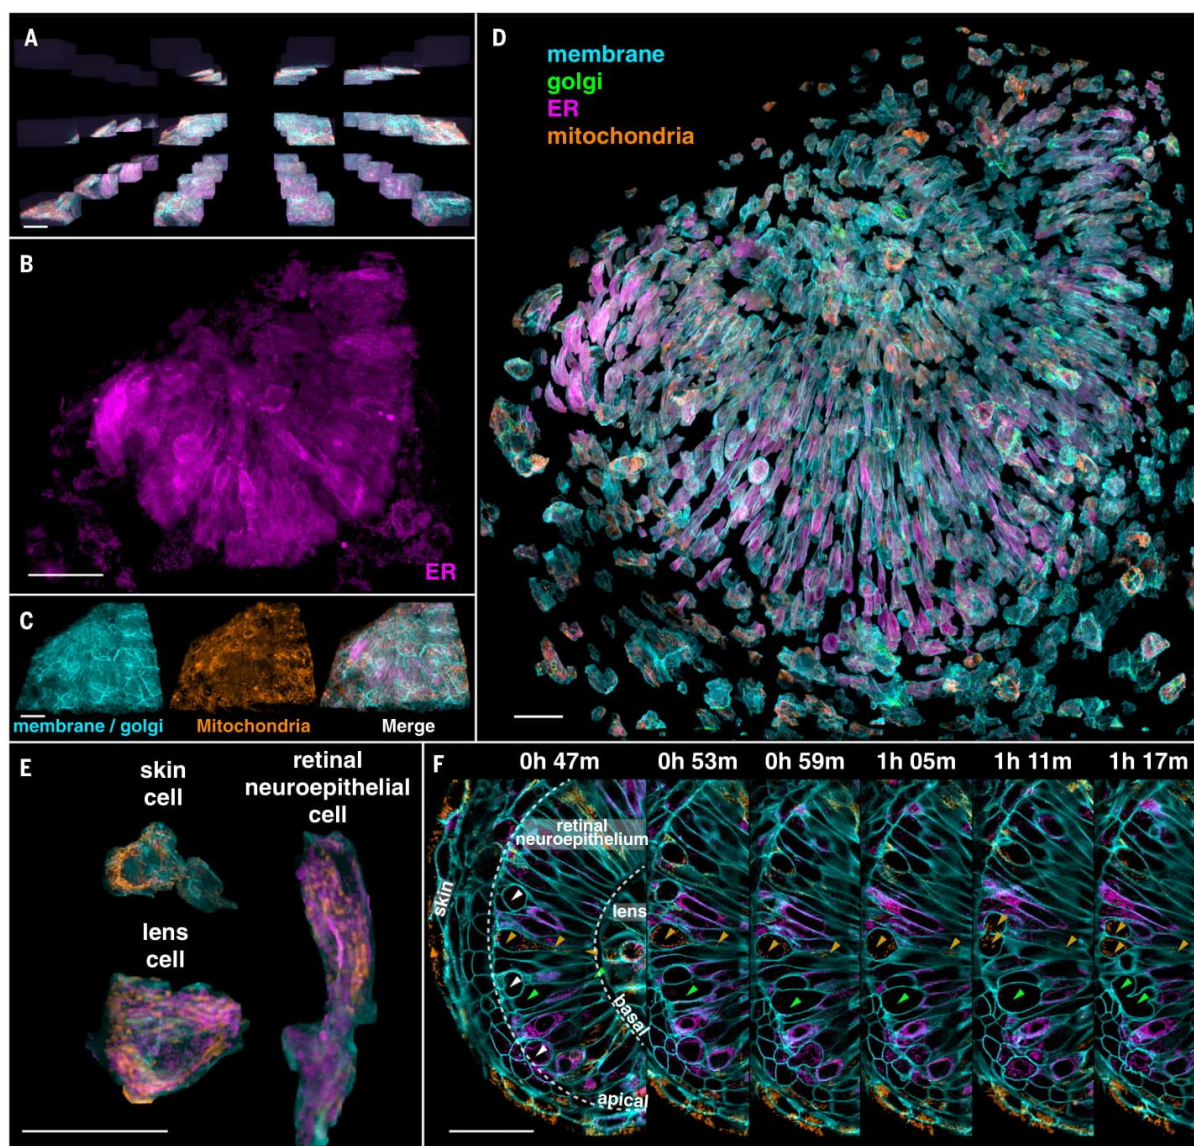 A
B
ER
C
membrane / golgi
Mitochondria
Merge
D
membrane
golgi
ER
mitochondria
E
skin
cell
retinal
neuroepithelial
cell
lens
cell
F
0h 47m
0h 53m
0h 59m
1h 05m
1h 11m
1h 17m
retinal
neuroepithelium
skin
lens
basal
apical